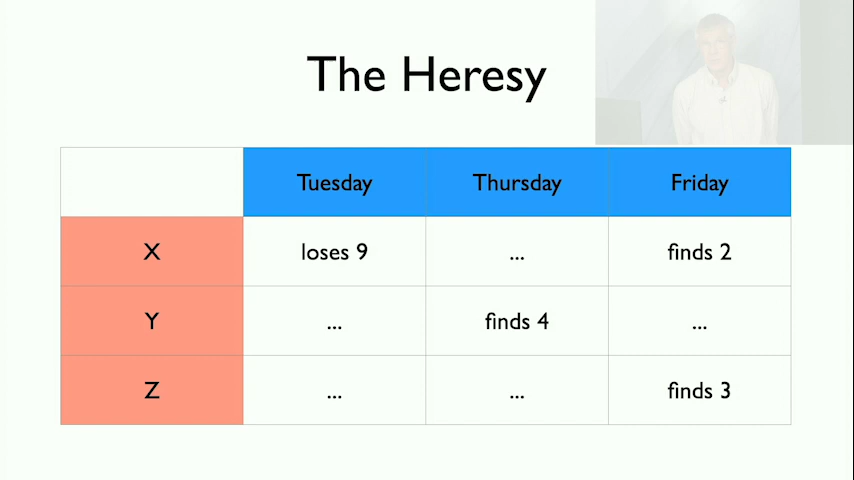 The Heresy
Tuesday Thursday Friday
X loses 9 ... finds 2
Y ... finds 4 ...
Z ... ... finds 3